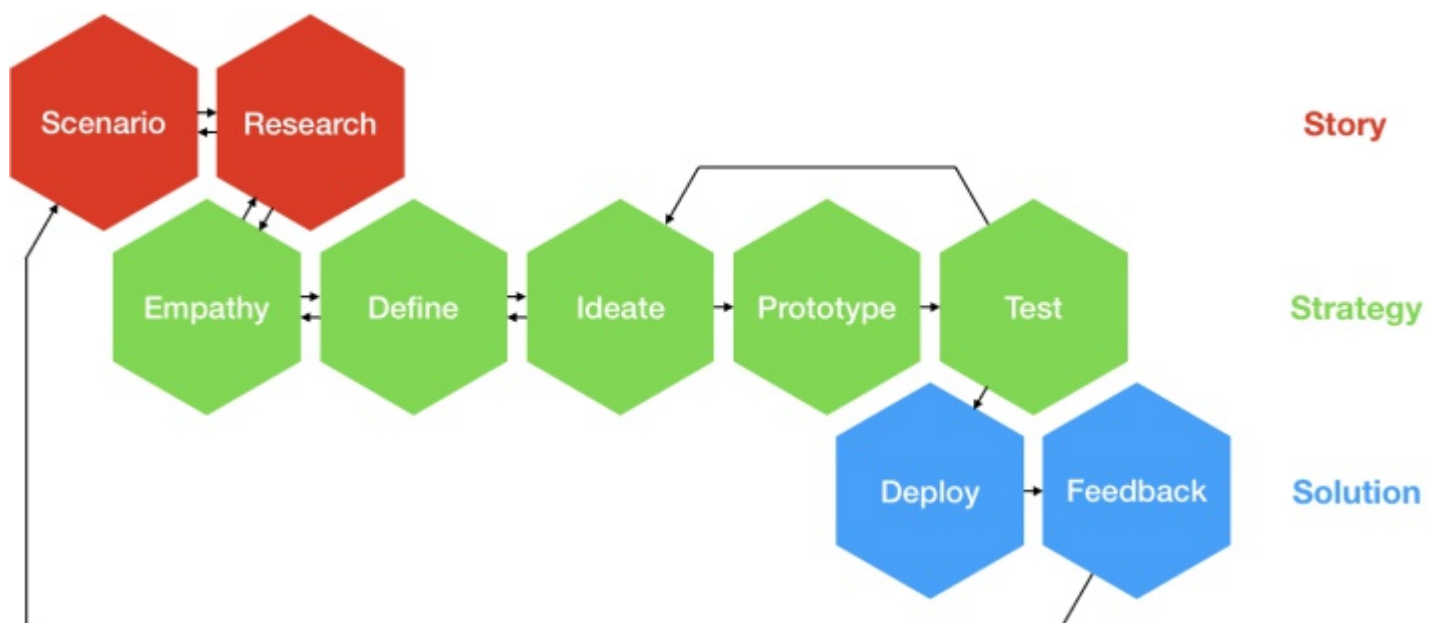 Scenario
Research
Story
Empathy
Define
Ideate
Prototype
Test
Strategy
Deploy
Feedback
Solution